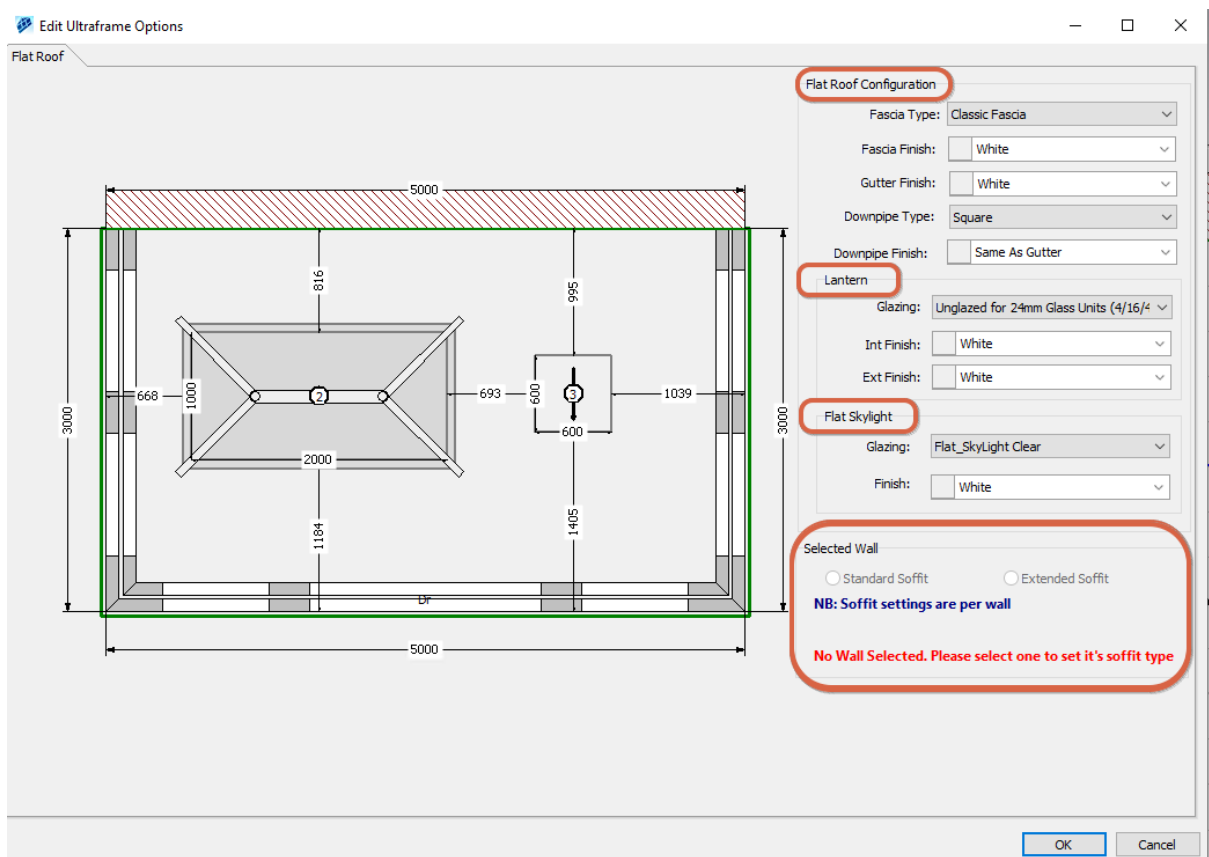 Edit Ultraframe Options
Flat Roof
Flat Roof Configuration
Fascia Type: Classic Fascia
Fascia Finish: White
Gutter Finish: White
Downpipe Type: Square
Downpipe Finish: Same As Gutter
Lantern
Glazing: Unglazed for 24mm Glass Units (4/16/4
Int Finish: White
Ext Finish: White
Flat Skylight
Glazing: Flat_SkyLight Clear
Finish: White
Selected Wall
Standard Soffit Extended Soffit
NB: Soffit settings are per wall
No Wall Selected. Please select one to set it's soffit type
5000
816
995
668
1000
2
693
600
3
1039
3000
3000
600
2000
1184
1405
Dr
5000
OK Cancel